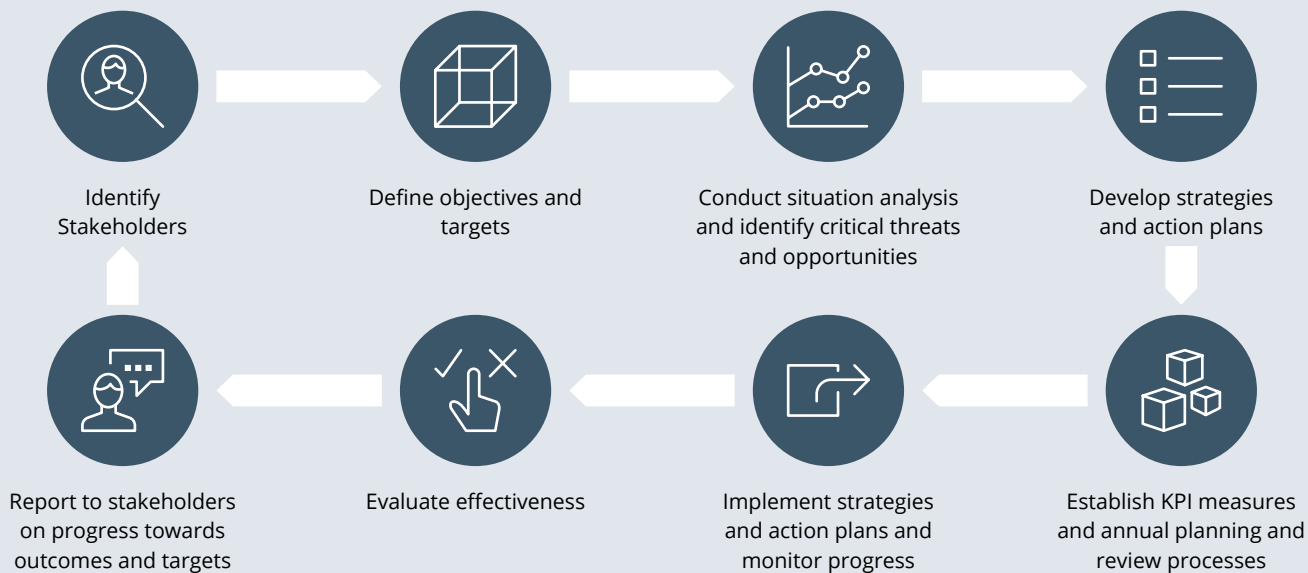 Identify
Stakeholders
Define objectives and
targets
Conduct situation analysis
and identify critical threats
and opportunities
Develop strategies
and action plans
Establish KPI measures
and annual planning and
review processes
Implement strategies
and action plans and
monitor progress
Evaluate effectiveness
Report to stakeholders
on progress towards
outcomes and targets